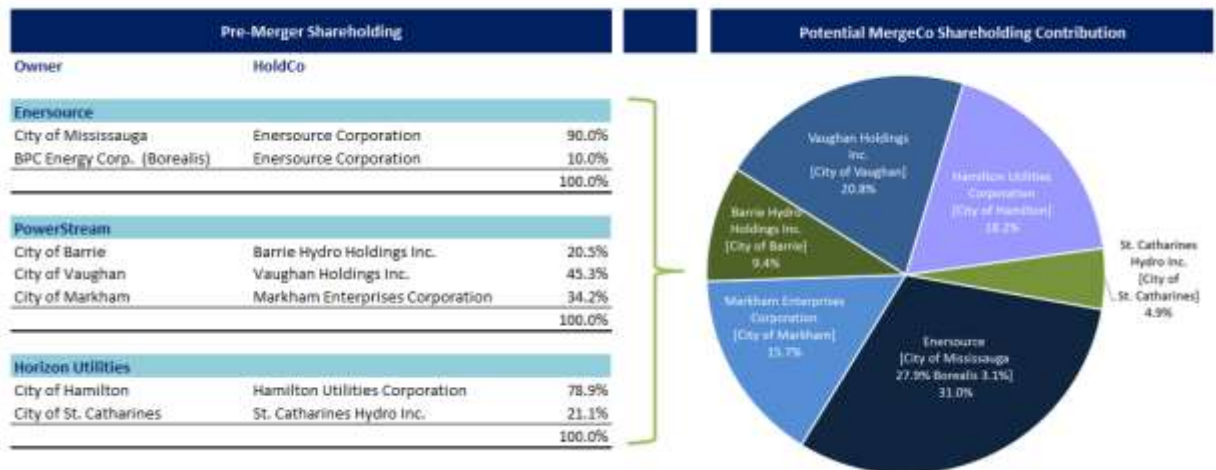 Pre-Merger Shareholding
Potential MergeCo Shareholding Contribution
Owner HoldCo
Enersource
City of Mississauga Enersource Corporation 90.0%
BPC Energy Corp. (Borealis) Enersource Corporation 10.0%
100.0%
PowerStream
City of Barrie Barrie Hydro Holdings Inc. 20.5%
City of Vaughan Vaughan Holdings Inc. 45.3%
City of Markham Markham Enterprises Corporation 34.2%
100.0%
Horizon Utilities
City of Hamilton Hamilton Utilities Corporation 78.9%
City of St. Catharines St. Catharines Hydro Inc. 21.1%
100.0%
Vaughan Holdings
Inc.
[City of Vaughan]
20.8%
Hamilton Utilities
Corporation
[City of Hamilton]
18.2%
Barrie Hydro
Holdings Inc.
[City of Barrie]
9.4%
St. Catharines
Hydro Inc.
[City of
St. Catharines]
4.9%
Markham Enterprises
Corporation
[City of Markham]
15.7%
Enersource
[City of Mississauga
27.9% Borealis 3.1%]
31.0%